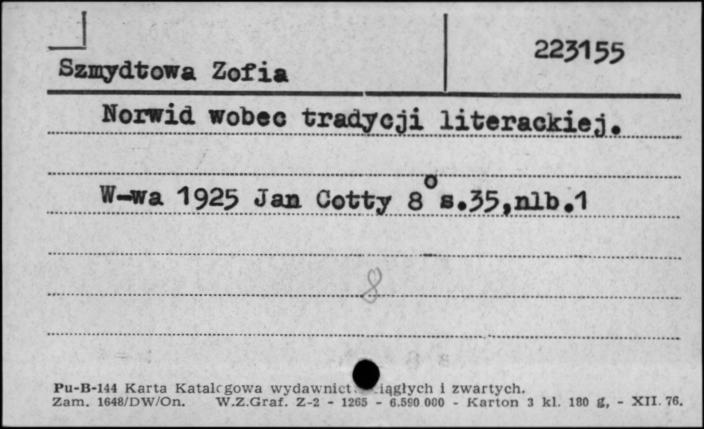 223155
Szmydtowa Zofia
Norwid wobec tradycji literackiej.
W-wa 1925 Jan Cotty 8° s.35,nlb.1
8
Pu-B-144 Karta Katalogowa wydawnict ciągłych i zwartych.
Zam. 1648/DW/On. W.Z.Graf. Z-2 - 1265 - 6.590 000 - Karton 3 kl. 180 g, - XII. 76.